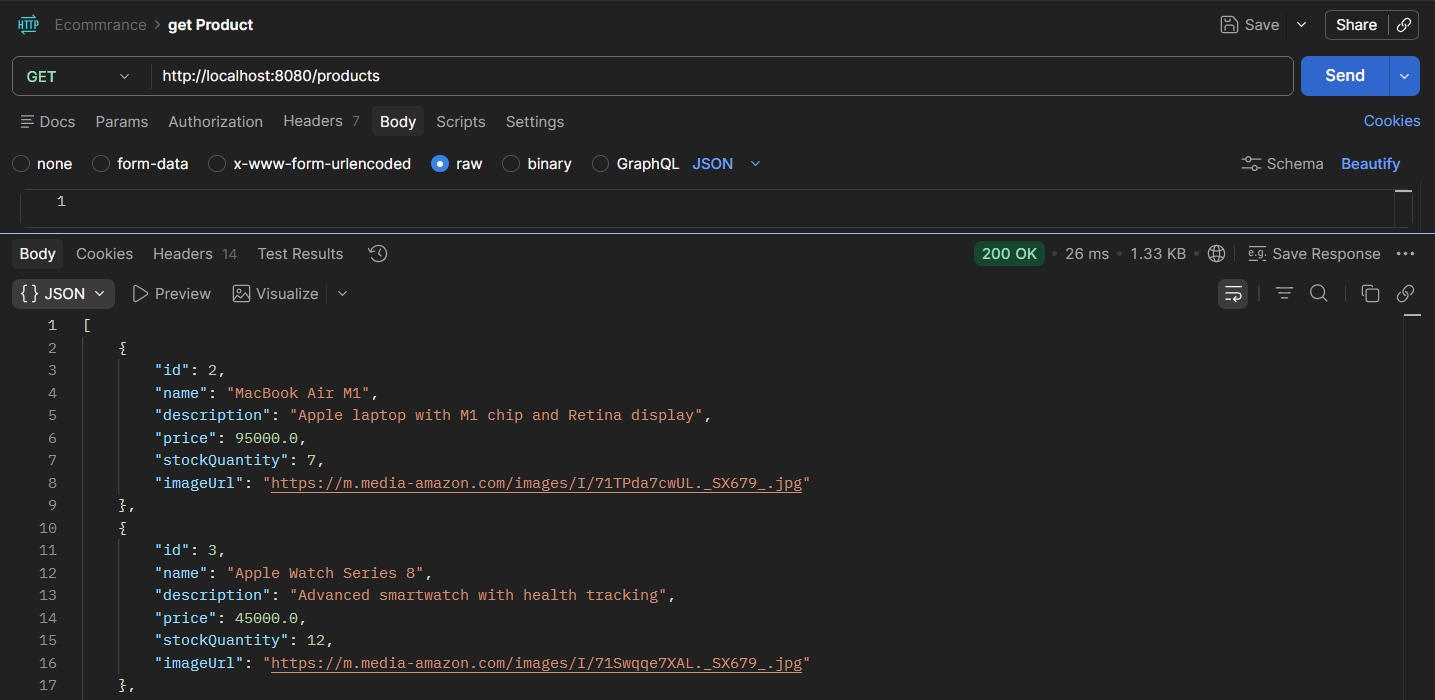 HTTP Ecommrance > get Product Save Share
GET http://localhost:8080/products Send
Docs Params Authorization Headers 7 Body Scripts Settings Cookies
none form-data x-www-form-urlencoded raw binary GraphQL JSON Schema Beautify
1
Body Cookies Headers 14 Test Results 200 OK • 26 ms • 1.33 KB • e.g. Save Response
{} JSON Preview Visualize
1 [
2 {
3 "id": 2,
4 "name": "MacBook Air M1",
5 "description": "Apple laptop with M1 chip and Retina display",
6 "price": 95000.0,
7 "stockQuantity": 7,
8 "imageUrl": "https://m.media-amazon.com/images/I/71TPda7cwUL._SX679_.jpg"
9 },
10 {
11 "id": 3,
12 "name": "Apple Watch Series 8",
13 "description": "Advanced smartwatch with health tracking",
14 "price": 45000.0,
15 "stockQuantity": 12,
16 "imageUrl": "https://m.media-amazon.com/images/I/71Swqqe7XAL._SX679_.jpg"
17 },